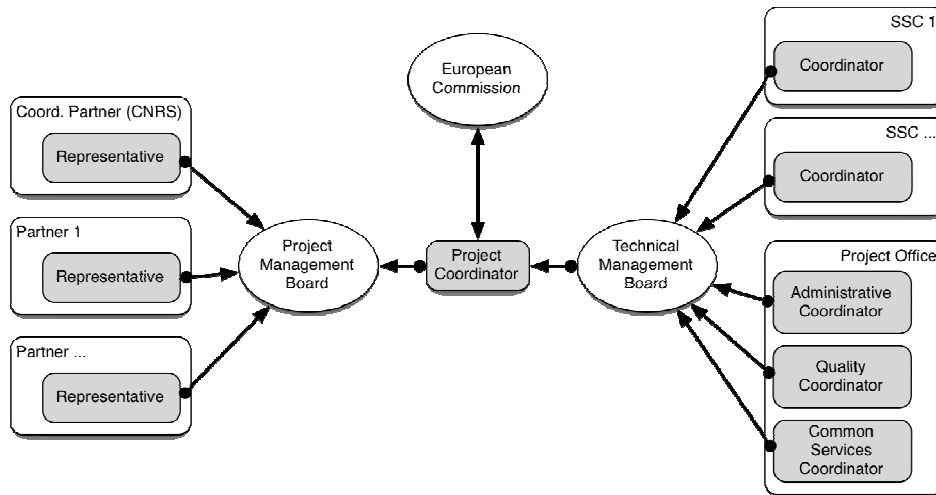 SSC 1
Coordinator
European
Commission
Coord. Partner (CNRS)
Representative
SSC ...
Coordinator
Partner 1
Representative
Project
Management
Board
Project
Coordinator
Technical
Management
Board
Project Office
Administrative
Coordinator
Partner ...
Representative
Quality
Coordinator
Common
Services
Coordinator